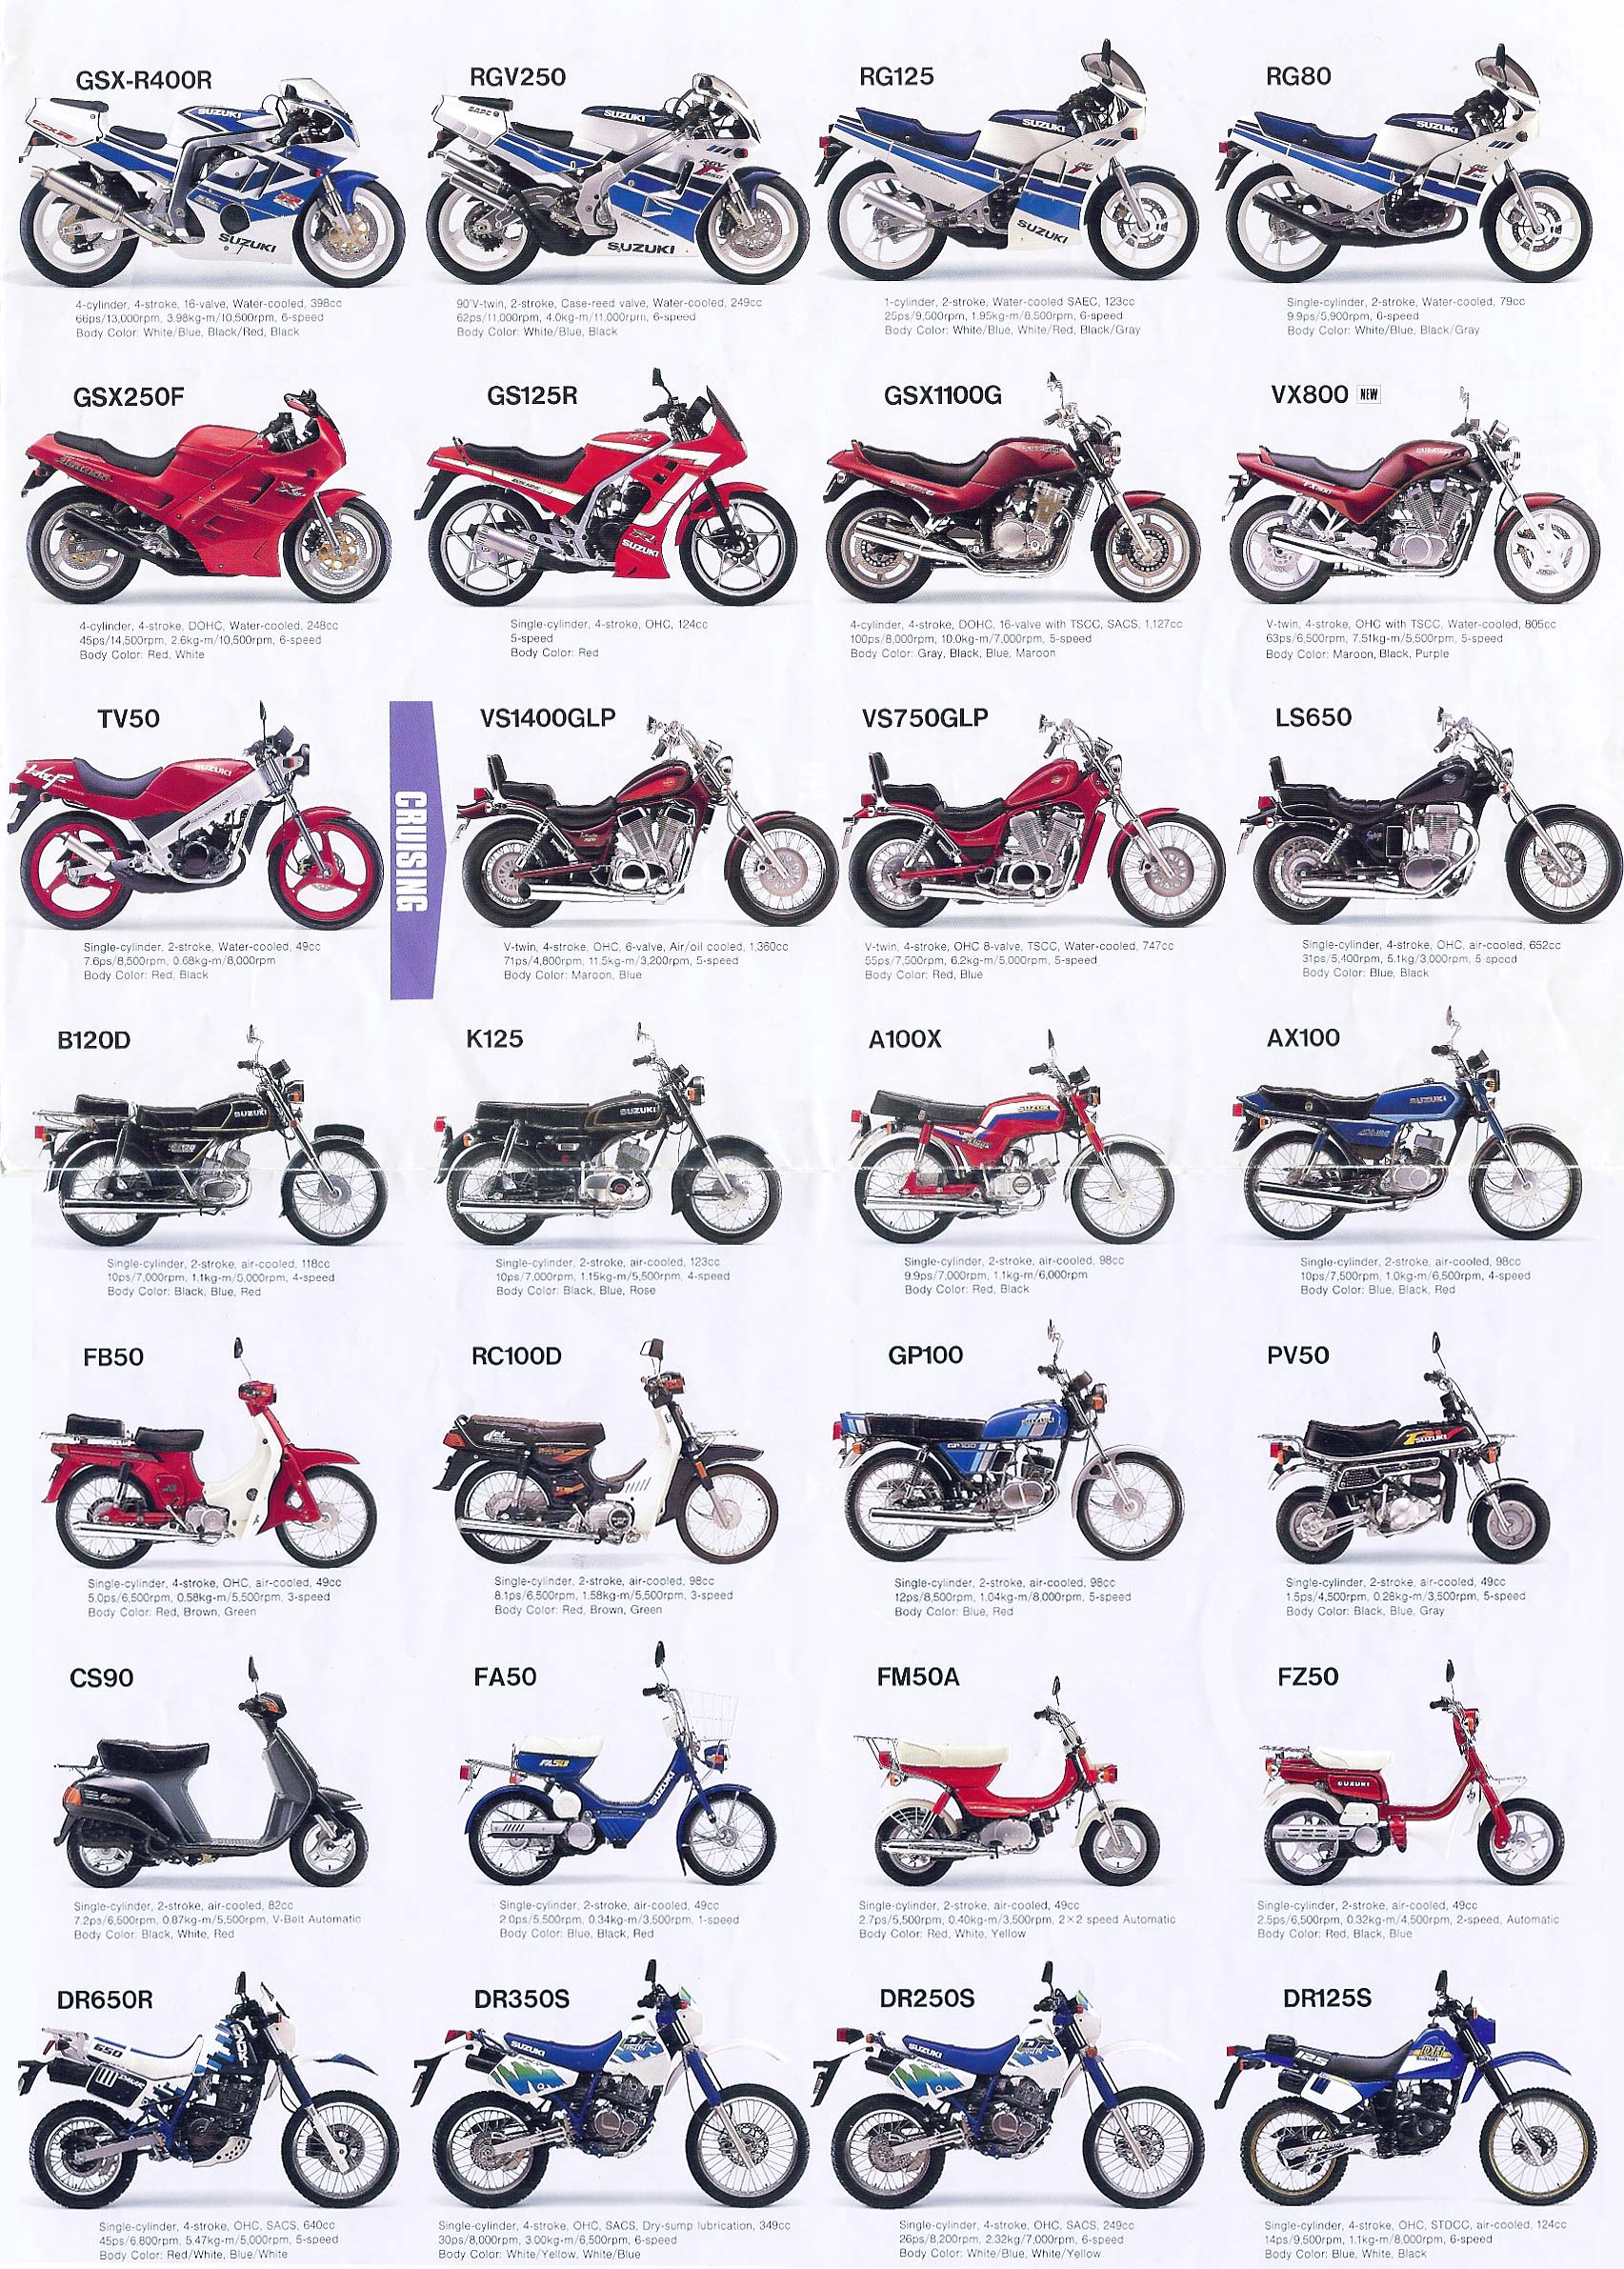 GSX-R400R
4-cylinder, 4-stroke, 16-valve, Water-cooled, 398cc
66ps/13,000rpm, 3.98kg-m/10,500rpm, 6-speed
Body Color: White/Blue, Black/Red, Black
RGV250
90°V-twin, 2-stroke, Case-reed valve, Water-cooled, 249cc
62ps/11,000rpm, 4.0kg-m/11,000rpm, 6-speed
Body Color: White/Blue, Black
RG125
1-cylinder, 2-stroke, Water-cooled SAEC, 123cc
25ps/9,500rpm, 1.95kg-m/8,500rpm, 6-speed
Body Color: White/Blue, White/Red, Black/Gray
RG80
Single-cylinder, 2-stroke, Water-cooled, 79cc
9.9ps/5,900rpm, 6-speed
Body Color: White/Blue, Black/Gray
GSX250F
4-cylinder, 4-stroke, DOHC, Water-cooled, 248cc
45ps/14,500rpm, 2.6kg-m/10,500rpm, 6-speed
Body Color: Red, White
GS125R
Single-cylinder, 4-stroke, OHC, 124cc
5-speed
Body Color: Red
GSX1100G
4-cylinder, 4-stroke, DOHC, 16-valve with TSCC, SACS, 1,127cc
100ps/8,000rpm, 10.0kg-m/7,000rpm, 5-speed
Body Color: Gray, Black, Blue, Maroon
VX800 NEW
V-twin, 4-stroke, OHC with TSCC, Water-cooled, 805cc
63ps/6,500rpm, 7.51kg-m/5,500rpm, 5-speed
Body Color: Maroon, Black, Purple
TV50
Single-cylinder, 2-stroke, Water-cooled, 49cc
7.6ps/8,500rpm, 0.68kg-m/8,000rpm
Body Color: Red, Black
CRUISING
VS1400GLP
V-twin, 4-stroke, OHC, 6-valve, Air/oil cooled, 1,360cc
71ps/4,800rpm, 11.5kg-m/3,200rpm, 5-speed
Body Color: Maroon, Blue
VS750GLP
V-twin, 4-stroke, OHC 8-valve, TSCC, Water-cooled, 747cc
55ps/7,500rpm, 6.2kg-m/5,000rpm, 5-speed
Body Color: Red, Blue
LS650
Single-cylinder, 4-stroke, OHC, air-cooled, 652cc
31ps/5,400rpm, 5.1kg/3,000rpm, 5-speed
Body Color: Blue, Black
B120D
Single-cylinder, 2-stroke, air-cooled, 118cc
10ps/7,000rpm, 1.1kg-m/5,000rpm, 4-speed
Body Color: Black, Blue, Red
K125
Single-cylinder, 2-stroke, air-cooled, 123cc
10ps/7,000rpm, 1.15kg-m/5,500rpm, 4-speed
Body Color: Black, Blue, Rose
A100X
Single-cylinder, 2-stroke, air-cooled, 98cc
9.9ps/7,000rpm, 1.1kg-m/6,000rpm
Body Color: Red, Black
AX100
Single-cylinder, 2-stroke, air-cooled, 98cc
10ps/7,500rpm, 1.0kg-m/6,500rpm, 4-speed
Body Color: Blue, Black, Red
FB50
Single-cylinder, 4-stroke, OHC, air-cooled, 49cc
5.0ps/6,500rpm, 0.58kg-m/5,500rpm, 3-speed
Body Color: Red, Brown, Green
RC100D
Single-cylinder, 2-stroke, air-cooled, 98cc
8.1ps/6,500rpm, 1.58kg-m/5,500rpm, 3-speed
Body Color: Red, Brown, Green
GP100
Single-cylinder, 2-stroke, air-cooled, 98cc
12ps/8,500rpm, 1.04kg-m/8,000rpm, 5-speed
Body Color: Blue, Red
PV50
Single-cylinder, 2-stroke, air-cooled, 49cc
1.5ps/4,500rpm, 0.28kg-m/3,500rpm, 5-speed
Body Color: Black, Blue, Gray
CS90
Single-cylinder, 2-stroke, air-cooled, 82cc
7.2ps/6,500rpm, 0.87kg-m/5,500rpm, V-Belt Automatic
Body Color: Black, White, Red
FA50
Single-cylinder, 2-stroke, air-cooled, 49cc
2.0ps/5,500rpm, 0.34kg-m/3,500rpm, 1-speed
Body Color: Blue, Black, Red
FM50A
Single-cylinder, 2-stroke, air-cooled, 49cc
2.7ps/5,500rpm, 0.40kg-m/3,500rpm, 2×2 speed Automatic
Body Color: Red, White, Yellow
FZ50
Single-cylinder, 2-stroke, air-cooled, 49cc
2.5ps/6,500rpm, 0.32kg-m/4,500rpm, 2-speed, Automatic
Body Color: Red, Black, Blue
DR650R
Single-cylinder, 4-stroke, OHC, SACS, 640cc
45ps/6,800rpm, 5.47kg-m/5,000rpm, 5-speed
Body Color: Red/White, Blue/White
DR350S
Single-cylinder, 4-stroke, OHC, SACS, Dry-sump lubrication, 349cc
30ps/8,000rpm, 3.00kg-m/6,500rpm, 6-speed
Body Color: White/Yellow, White/Blue
DR250S
Single-cylinder, 4-stroke, OHC, SACS, 249cc
26ps/8,200rpm, 2.32kg/7,000rpm, 6-speed
Body Color: White/Blue, White/Yellow
DR125S
Single-cylinder, 4-stroke, OHC, STDCC, air-cooled, 124cc
14ps/9,500rpm, 1.1kg-m/8,000rpm, 6-speed
Body Color: Blue, White, Black